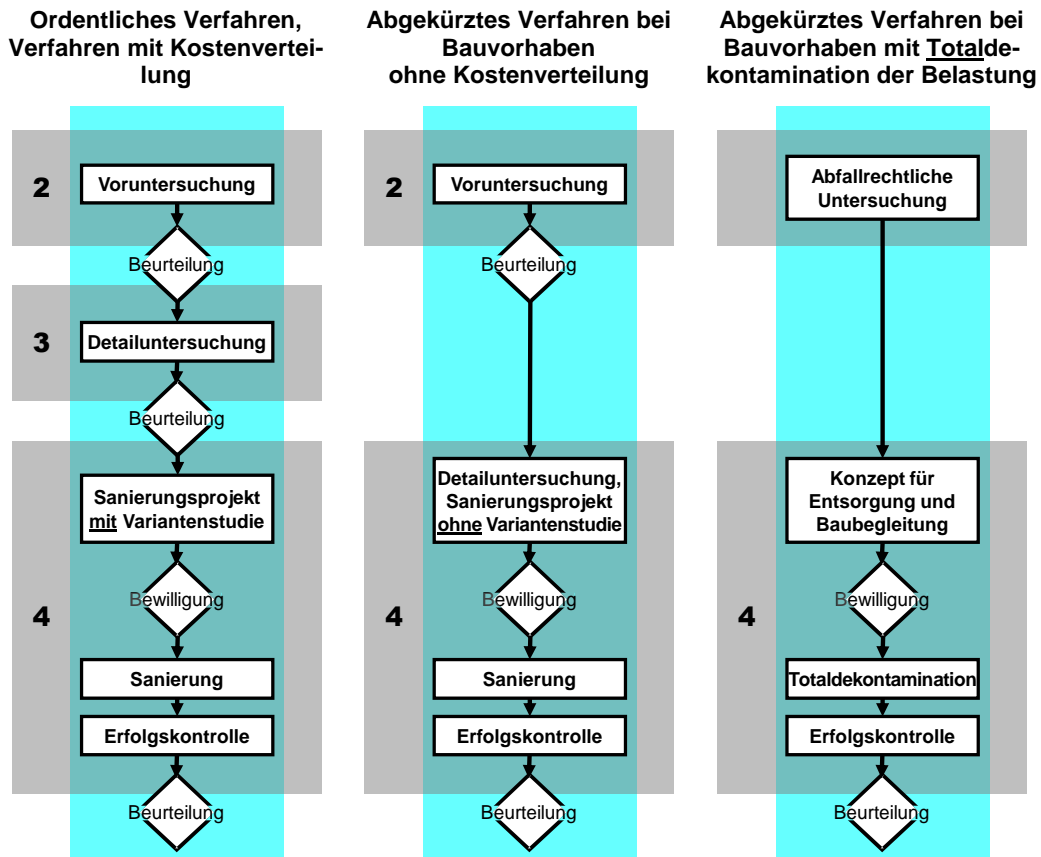 Ordentliches Verfahren,
Verfahren mit Kostenvertei-
lung
2
Voruntersuchung
Beurteilung
3
Detailuntersuchung
Beurteilung
4
Sanierungsprojekt
mit Variantenstudie
Bewilligung
Sanierung
Erfolgskontrolle
Beurteilung
Abgekürztes Verfahren bei
Bauvorhaben
ohne Kostenverteilung
2
Voruntersuchung
Beurteilung
4
Detailuntersuchung,
Sanierungsprojekt
ohne Variantenstudie
Bewilligung
Sanierung
Erfolgskontrolle
Beurteilung
Abgekürztes Verfahren bei
Bauvorhaben mit Totalde-
kontamination der Belastung
Abfallrechtliche
Untersuchung
4
Konzept für
Entsorgung und
Baubegleitung
Bewilligung
Totaldekontamination
Erfolgskontrolle
Beurteilung